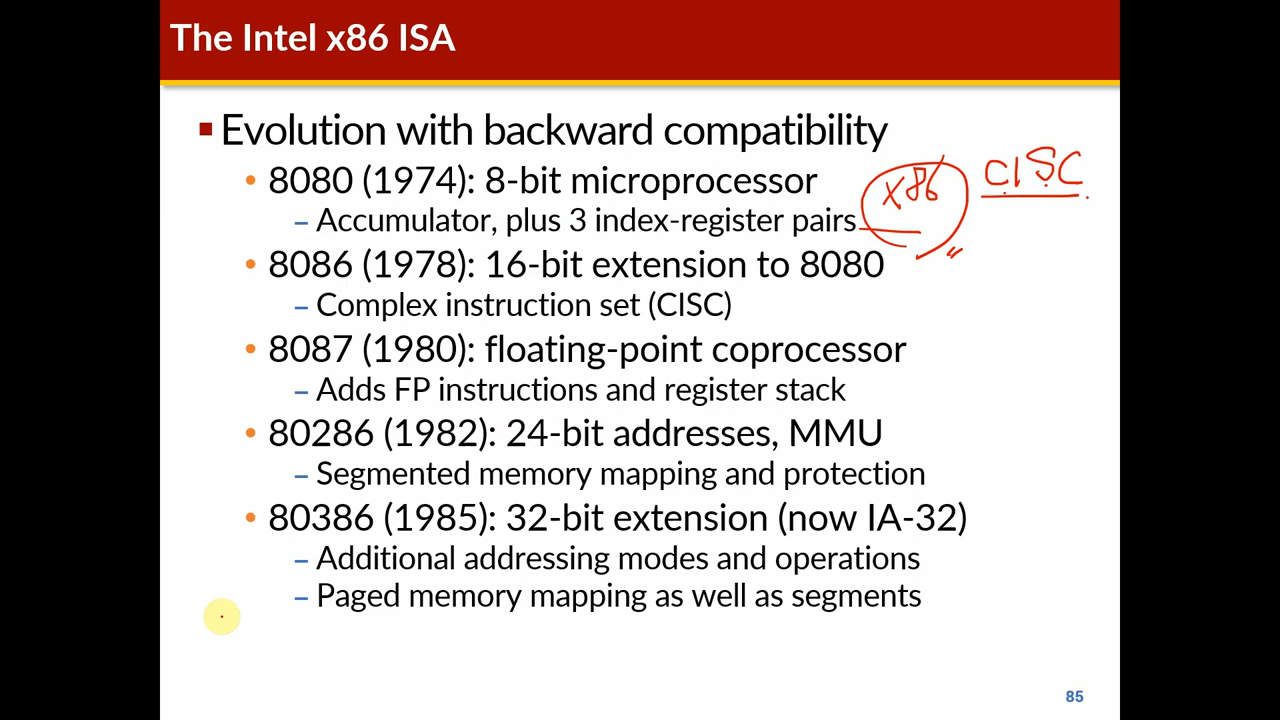 The Intel x86 ISA
▪ Evolution with backward compatibility
• 8080 (1974): 8-bit microprocessor
– Accumulator, plus 3 index-register pairs
x86
CISC
• 8086 (1978): 16-bit extension to 8080
– Complex instruction set (CISC)
• 8087 (1980): floating-point coprocessor
– Adds FP instructions and register stack
• 80286 (1982): 24-bit addresses, MMU
– Segmented memory mapping and protection
• 80386 (1985): 32-bit extension (now IA-32)
– Additional addressing modes and operations
– Paged memory mapping as well as segments
85